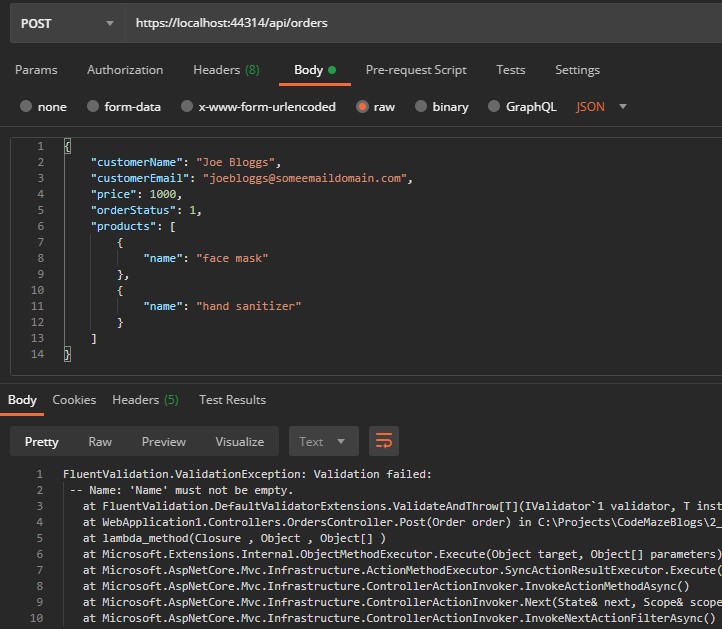 POST https://localhost:44314/api/orders
Params Authorization Headers (8) Body Pre-request Script Tests Settings
none form-data x-www-form-urlencoded raw binary GraphQL JSON
1 {
2 "customerName": "Joe Bloggs",
3 "customerEmail": "joebloggs@someemaildomain.com",
4 "price": 1000,
5 "orderStatus": 1,
6 "products": [
7 {
8 "name": "face mask"
9 },
10 {
11 "name": "hand sanitizer"
12 }
13 ]
14 }
Body Cookies Headers (5) Test Results
Pretty Raw Preview Visualize Text
1 FluentValidation.ValidationException: Validation failed:
2 -- Name: 'Name' must not be empty.
3 at FluentValidation.DefaultValidatorExtensions.ValidateAndThrow[T](IValidator`1 validator, T inst
4 at WebApplication1.Controllers.OrdersController.Post(Order order) in C:\Projects\CodeMazeBlogs\2_
5 at lambda_method(Closure , Object , Object[] )
6 at Microsoft.Extensions.Internal.ObjectMethodExecutor.Execute(Object target, Object[] parameters)
7 at Microsoft.AspNetCore.Mvc.Infrastructure.ActionMethodExecutor.SyncActionResultExecutor.Execute(
8 at Microsoft.AspNetCore.Mvc.Infrastructure.ControllerActionInvoker.InvokeActionMethodAsync()
9 at Microsoft.AspNetCore.Mvc.Infrastructure.ControllerActionInvoker.Next(State& next, Scope& scope
10 at Microsoft.AspNetCore.Mvc.Infrastructure.ControllerActionInvoker.InvokeNextActionFilterAsync()